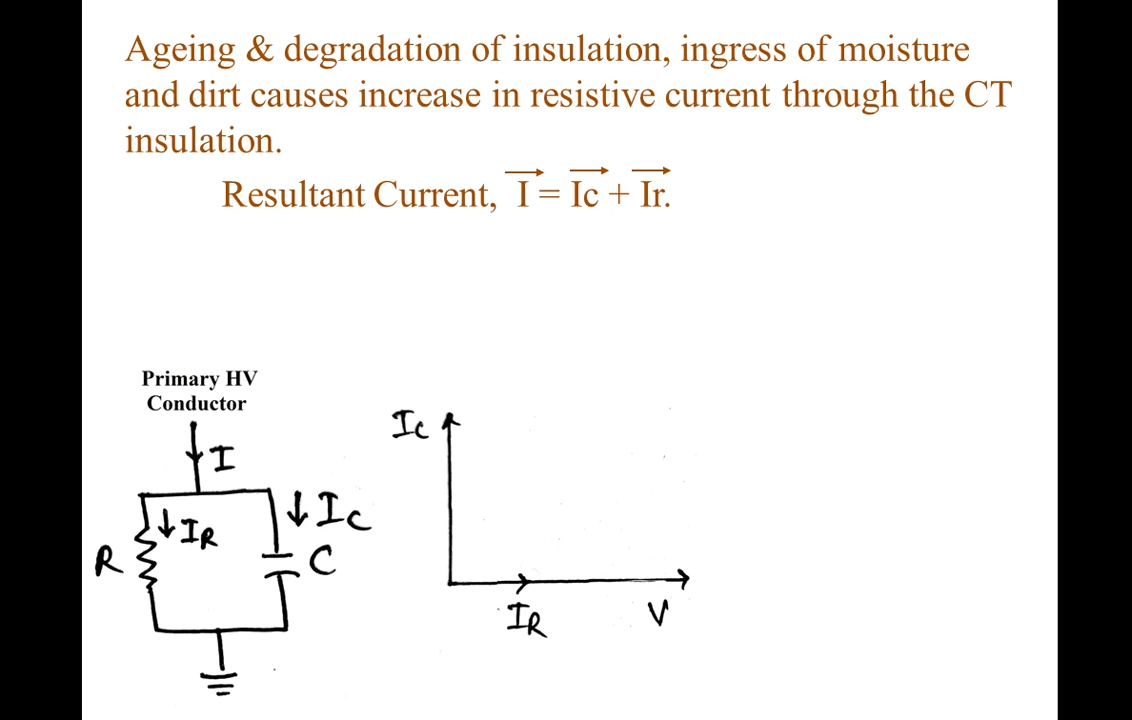 Ageing & degradation of insulation, ingress of moisture
and dirt causes increase in resistive current through the CT
insulation.
Resultant Current, I = Ic + Ir.
Primary HV
Conductor
I
IR
R
IC
C
IC
IR
V